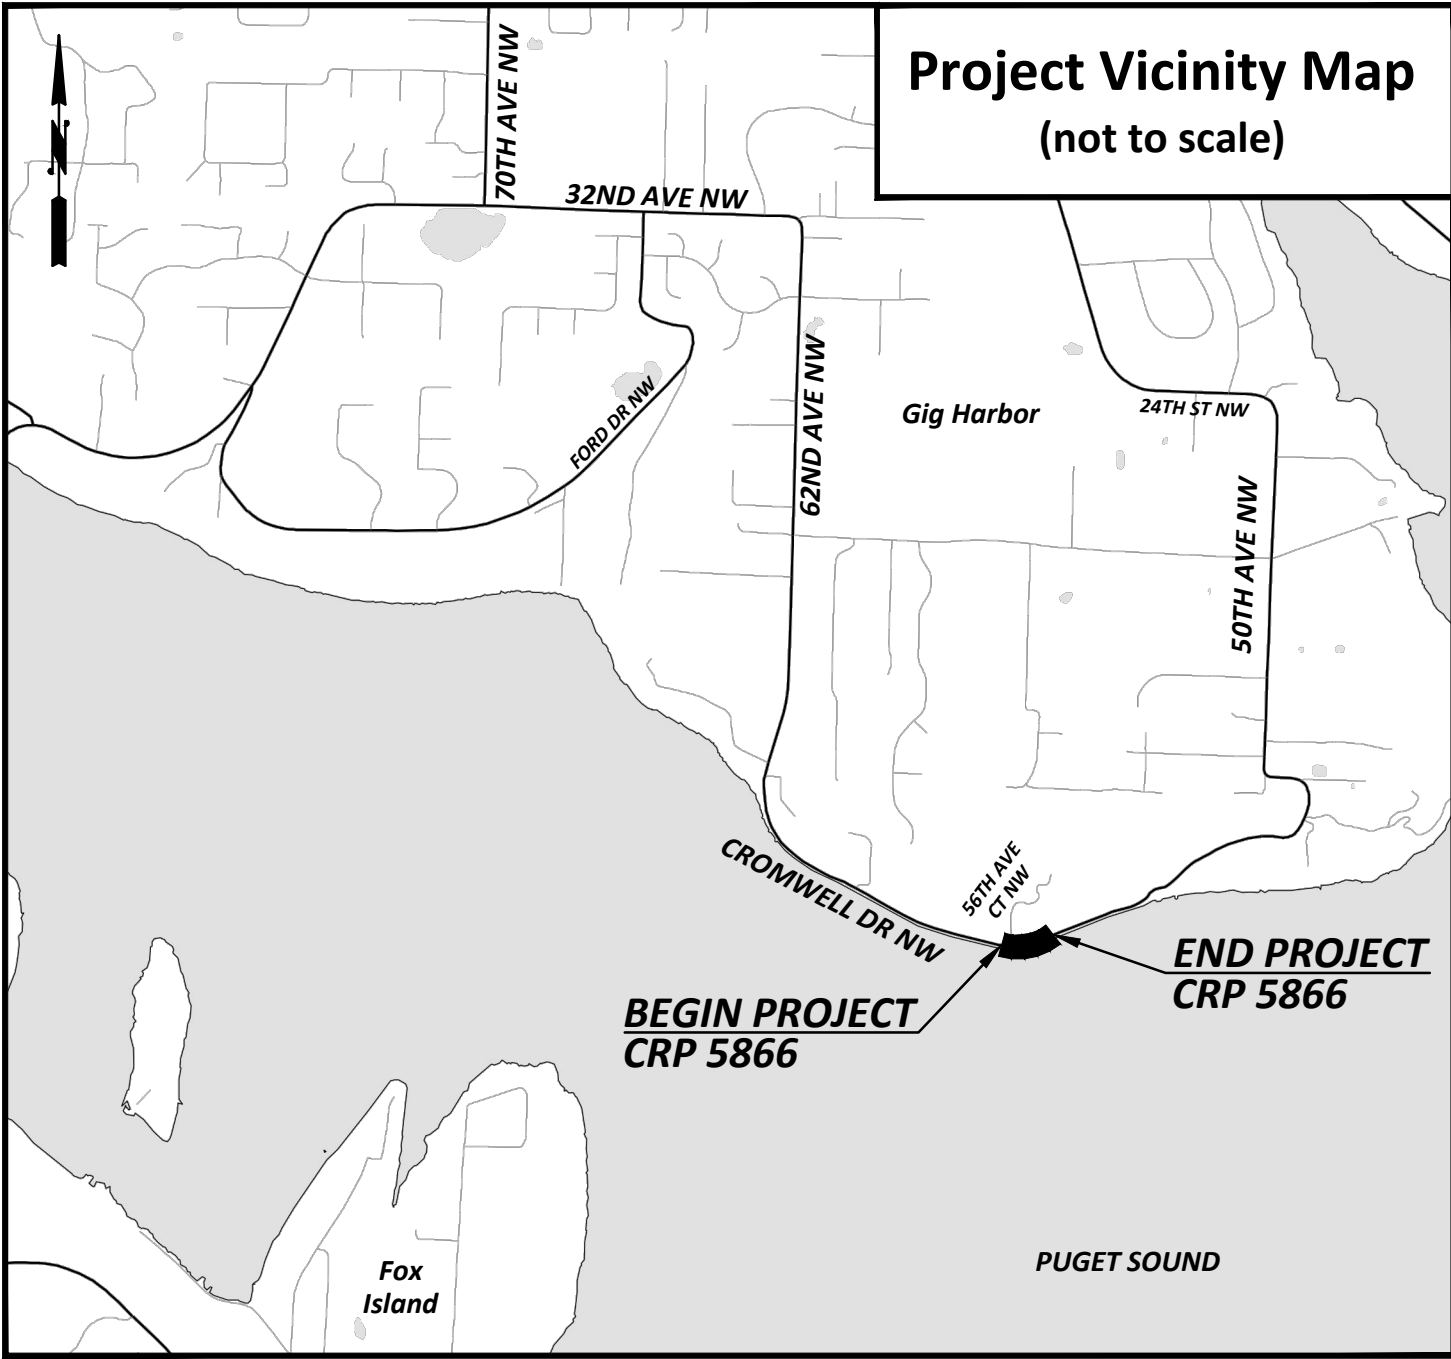 Project Vicinity Map
(not to scale)
N
70TH AVE NW
32ND AVE NW
62ND AVE NW
FORD DR NW
Gig Harbor
24TH ST NW
50TH AVE NW
CROMWELL DR NW
56TH AVE
CT NW
BEGIN PROJECT
CRP 5866
END PROJECT
CRP 5866
Fox
Island
PUGET SOUND